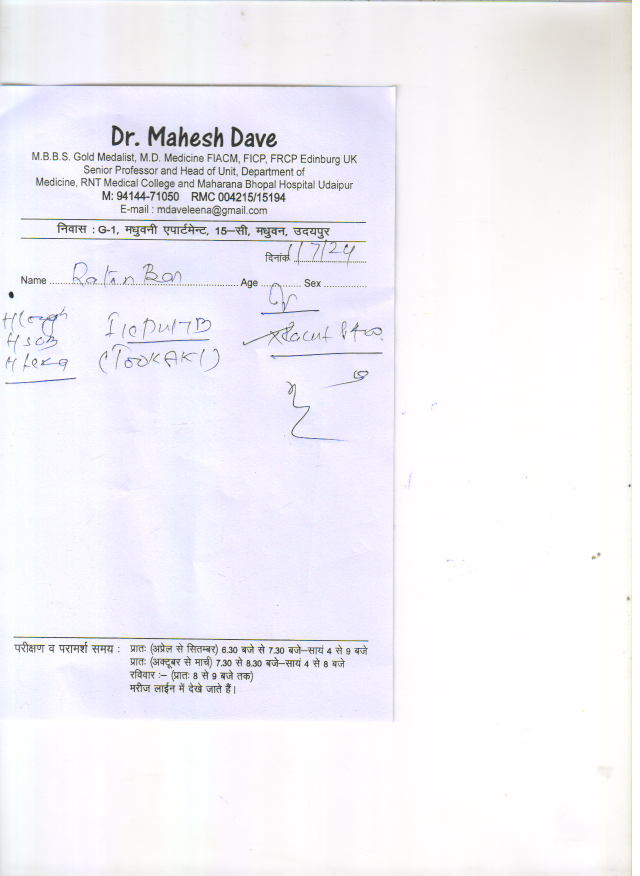 Dr. Mahesh Dave
M.B.B.S. Gold Medalist, M.D. Medicine FIACM, FICP, FRCP Edinburg UK
Senior Professor and Head of Unit, Department of
Medicine, RNT Medical College and Maharana Bhopal Hospital Udaipur
M: 94144-71050 RMC 004215/15194
E-mail : mdaveleena@gmail.com
निवास : G-1, मधुवनी एपार्टमेन्ट, 15–सी, मधुवन, उदयपुर
दिनांक 1/7/24
Name Age Sex
H/o
H/o
परीक्षण व परामर्श समय : प्रातः (अप्रेल से सितम्बर) 6.30 बजे से 7.30 बजे–सायं 4 से 9 बजे
प्रातः (अक्टूबर से मार्च) 7.30 से 8.30 बजे–सायं 4 से 8 बजे
रविवार :– (प्रातः 8 से 9 बजे तक)
मरीज लाईन में देखे जाते हैं।